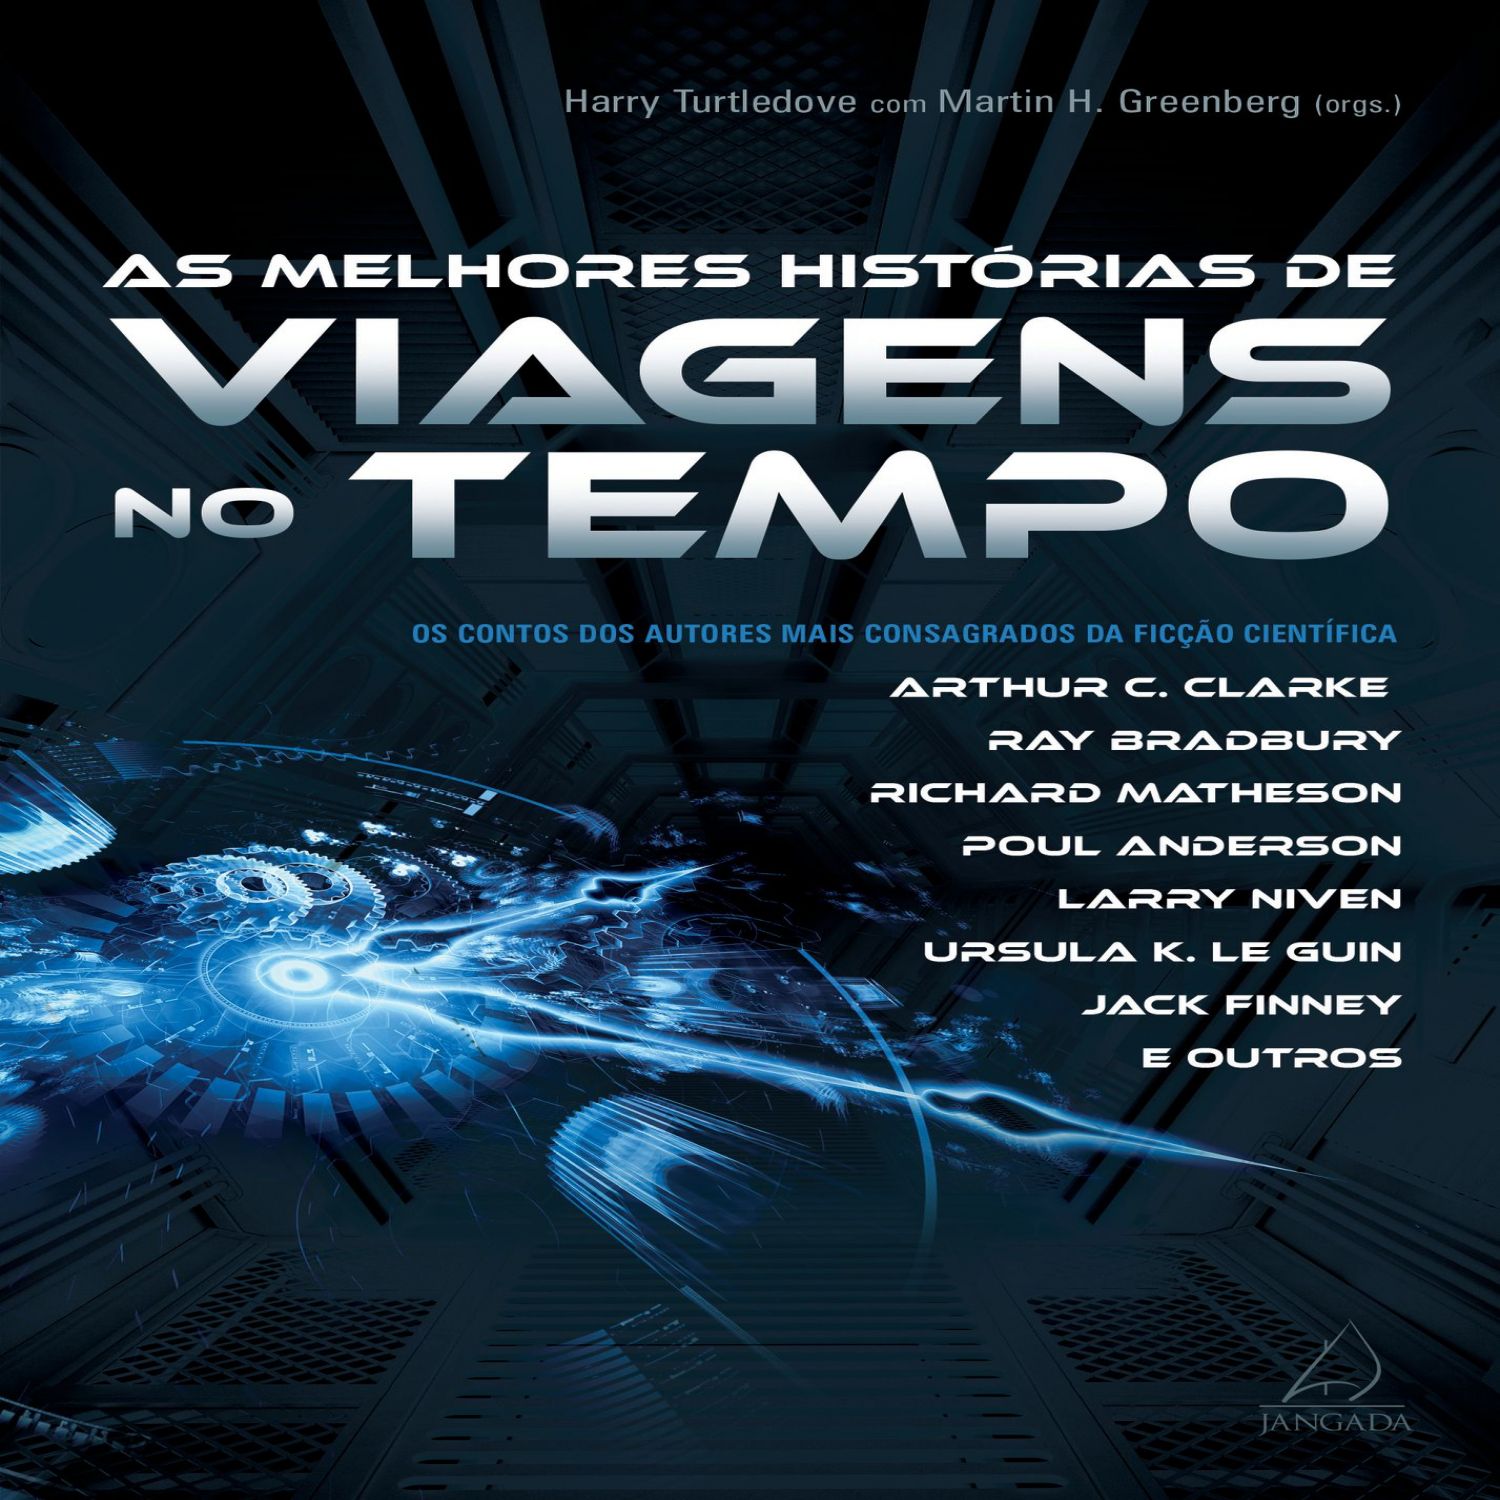 Harry Turtledove com Martin H. Greenberg (orgs.)
AS MELHORES HISTÓRIAS DE
VIAGENS
NO TEMPO
OS CONTOS DOS AUTORES MAIS CONSAGRADOS DA FICÇÃO CIENTÍFICA
ARTHUR C. CLARKE
RAY BRADBURY
RICHARD MATHESON
POUL ANDERSON
LARRY NIVEN
URSULA K. LE GUIN
JACK FINNEY
E OUTROS
JANGADA